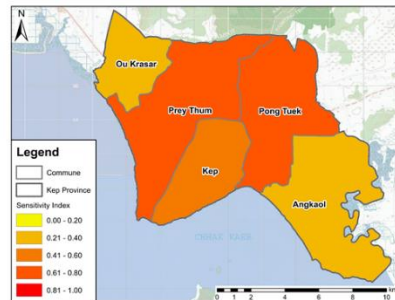 N
Ou Krasar
Prey Thum
Pong Tuek
Kep
Angkaol
Legend
Commune
Kep Province
Sensitivity Index
0.00 - 0.20
0.21 - 0.40
0.41 - 0.60
0.61 - 0.80
0.81 - 1.00
0 1 2 4 6 8 10